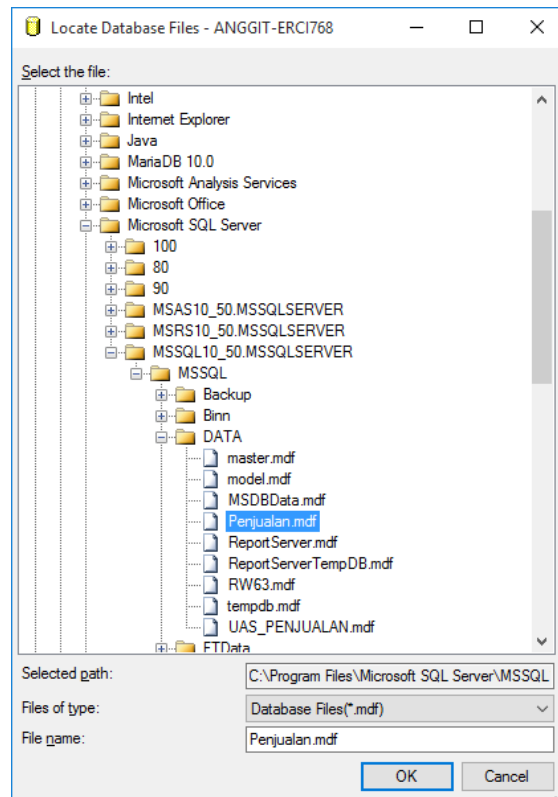 Locate Database Files - ANGGIT-ERCI768
Select the file:
Intel
Internet Explorer
Java
MariaDB 10.0
Microsoft Analysis Services
Microsoft Office
Microsoft SQL Server
100
80
90
MSAS10_50.MSSQLSERVER
MSRS10_50.MSSQLSERVER
MSSQL10_50.MSSQLSERVER
MSSQL
Backup
Binn
DATA
master.mdf
model.mdf
MSDBData.mdf
Penjualan.mdf
ReportServer.mdf
ReportServerTempDB.mdf
RW63.mdf
tempdb.mdf
UAS_PENJUALAN.mdf
FTData
Selected path: C:\Program Files\Microsoft SQL Server\MSSQL
Files of type: Database Files(*.mdf)
File name: Penjualan.mdf
OK Cancel